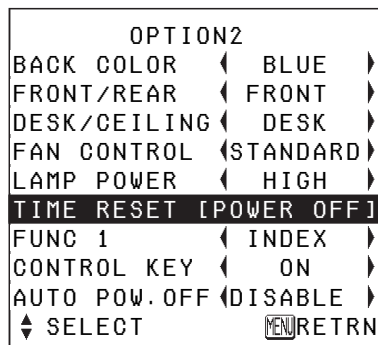 OPTION2
BACK COLOR BLUE
FRONT/REAR FRONT
DESK/CEILING DESK
FAN CONTROL STANDARD
LAMP POWER HIGH
TIME RESET [POWER OFF]
FUNC 1 INDEX
CONTROL KEY ON
AUTO POW.OFF DISABLE
SELECT MENU RETRN